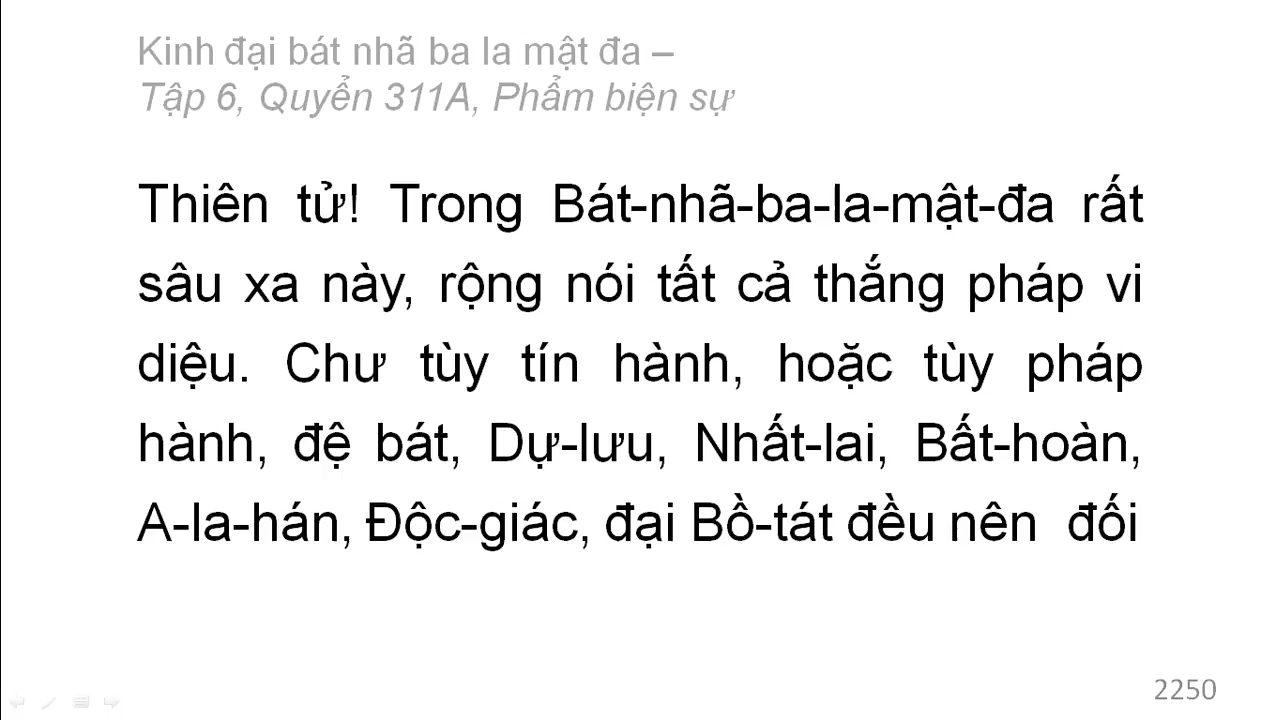 Kinh đại bát nhã ba la mật đa –
Tập 6, Quyển 311A, Phẩm biện sự
Thiên tử! Trong Bát-nhã-ba-la-mật-đa rất
sâu xa này, rộng nói tất cả thắng pháp vi
diệu. Chư tùy tín hành, hoặc tùy pháp
hành, đệ bát, Dự-lưu, Nhất-lai, Bất-hoàn,
A-la-hán, Độc-giác, đại Bồ-tát đều nên đối
2250